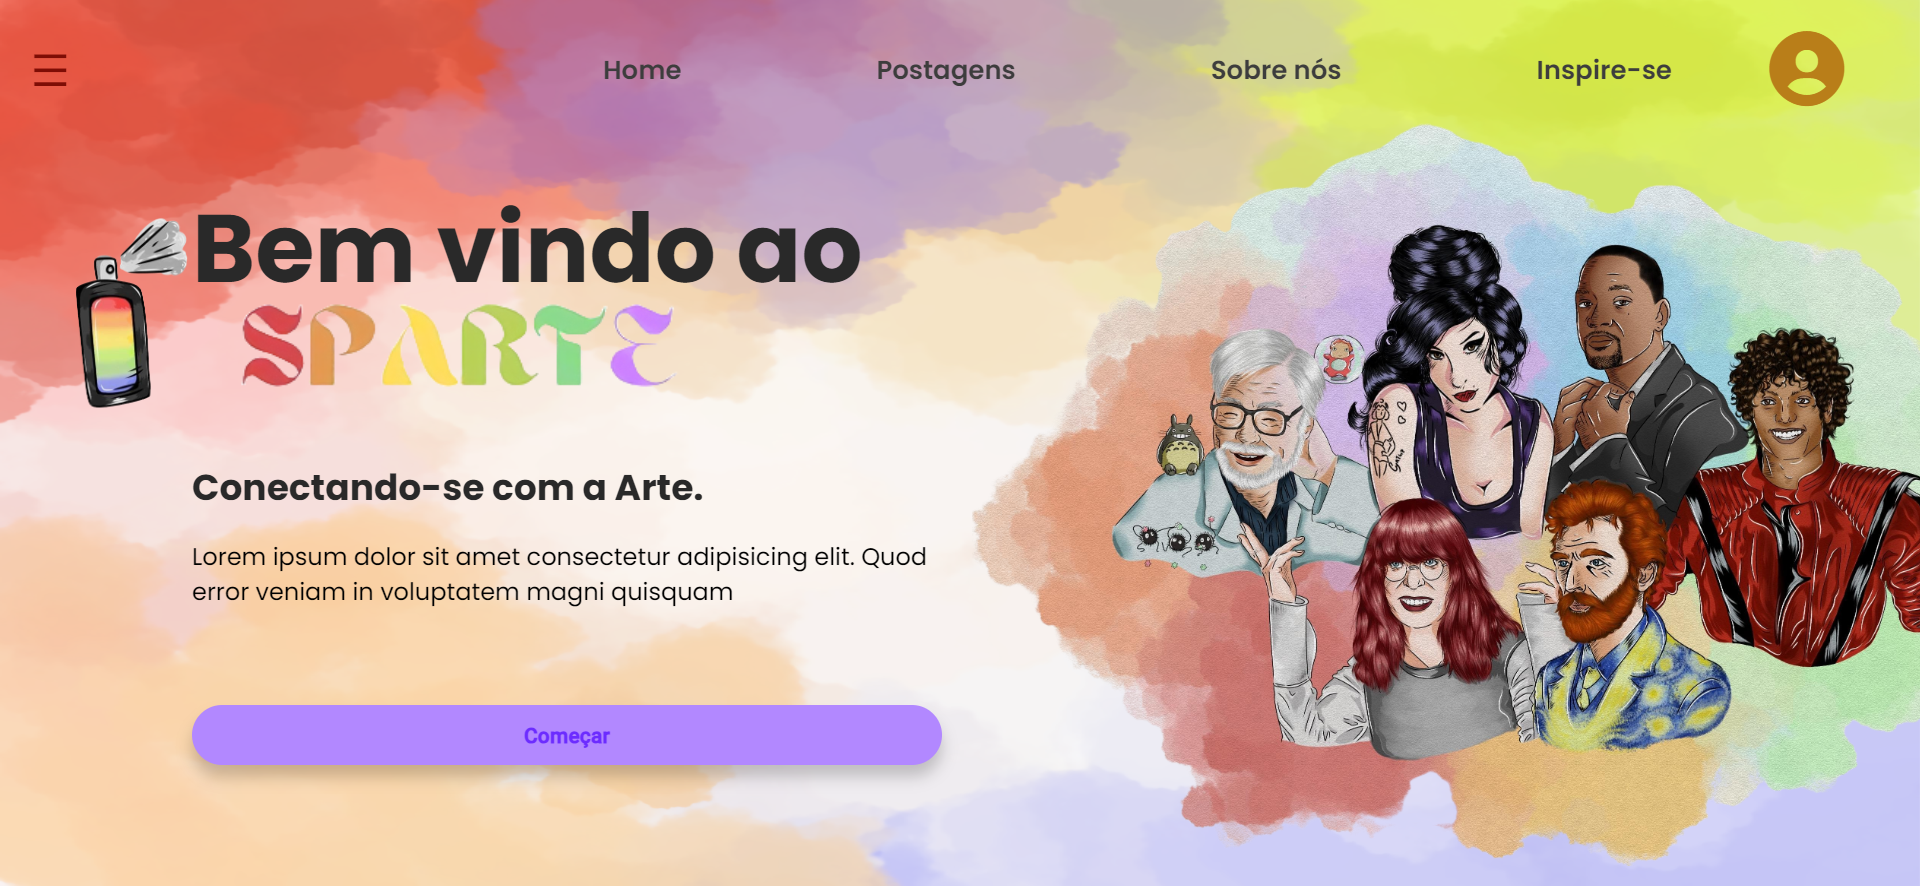 Home
Postagens
Sobre nós
Inspire-se
Bem vindo ao
SPARTE
Conectando-se com a Arte.
Lorem ipsum dolor sit amet consectetur adipisicing elit. Quod
error veniam in voluptatem magni quisquam
Começar